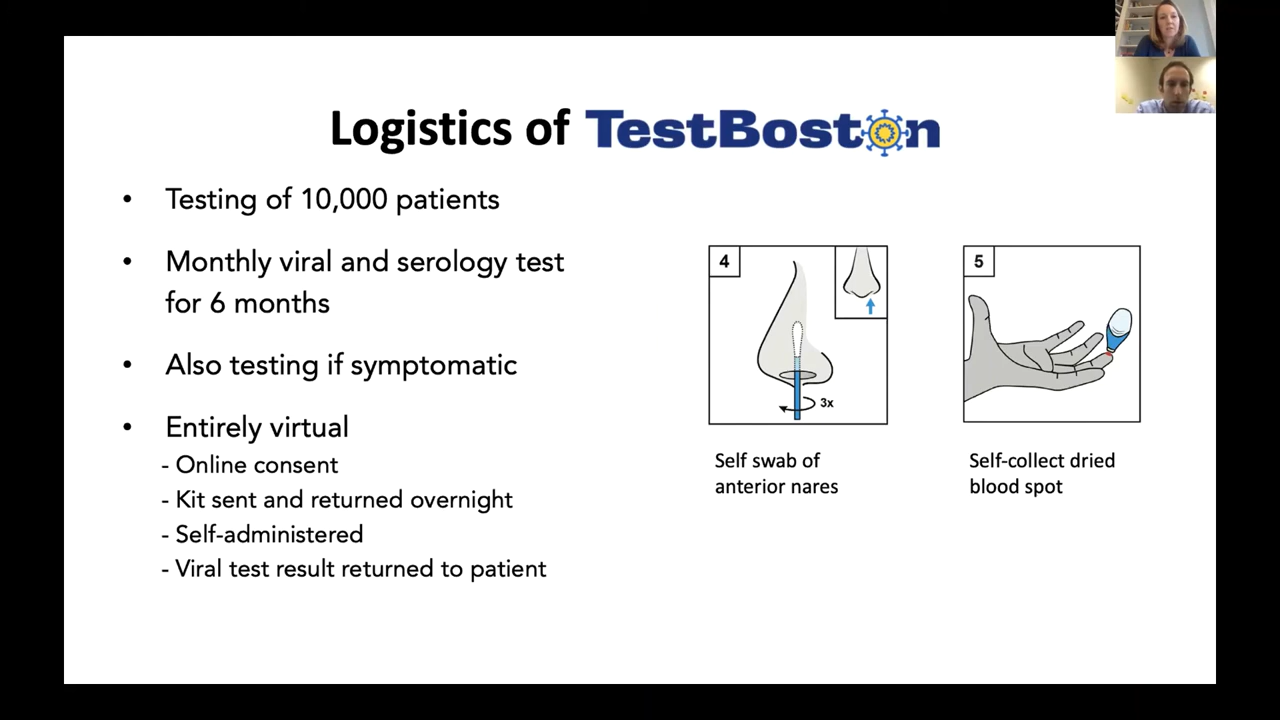 Logistics of TestBoston
• Testing of 10,000 patients
• Monthly viral and serology test
for 6 months
• Also testing if symptomatic
• Entirely virtual
- Online consent
- Kit sent and returned overnight
- Self-administered
- Viral test result returned to patient
4
3x
Self swab of
anterior nares
5
Self-collect dried
blood spot